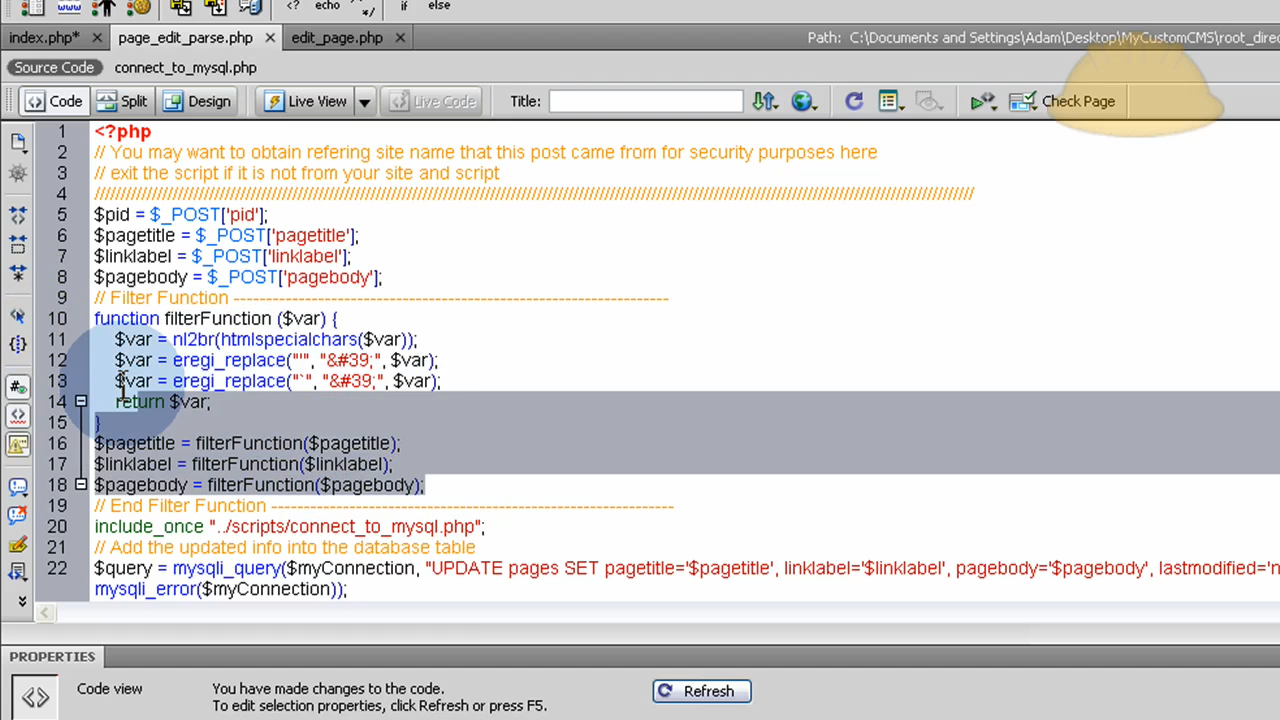 <? echo */ if else
index.php* × page_edit_parse.php × edit_page.php × Path: C:\Documents and Settings\Adam\Desktop\MyCustomCMS\root_direc
Source Code connect_to_mysql.php
Code Split Design Live View Live Code Title: Check Page
1 <?php
2 // You may want to obtain refering site name that this post came from for security purposes here
3 // exit the script if it is not from your site and script
4 ////////////////////////////////////////////////////////////////////////////////////////////////////////////////////////////////////////////////
5 $pid = $_POST['pid'];
6 $pagetitle = $_POST['pagetitle'];
7 $linklabel = $_POST['linklabel'];
8 $pagebody = $_POST['pagebody'];
9 // Filter Function -------------------------------------------------------------------
10 function filterFunction ($var) {
11 $var = nl2br(htmlspecialchars($var));
12 $var = eregi_replace("'", "&#39;", $var);
13 $var = eregi_replace("`", "&#39;", $var);
14 return $var;
15 }
16 $pagetitle = filterFunction($pagetitle);
17 $linklabel = filterFunction($linklabel);
18 $pagebody = filterFunction($pagebody);
19 // End Filter Function --------------------------------------------------------------
20 include_once "../scripts/connect_to_mysql.php";
21 // Add the updated info into the database table
22 $query = mysqli_query($myConnection, "UPDATE pages SET pagetitle='$pagetitle', linklabel='$linklabel', pagebody='$pagebody', lastmodified='n
mysqli_error($myConnection));
PROPERTIES
Code view You have made changes to the code. Refresh
To edit selection properties, click Refresh or press F5.